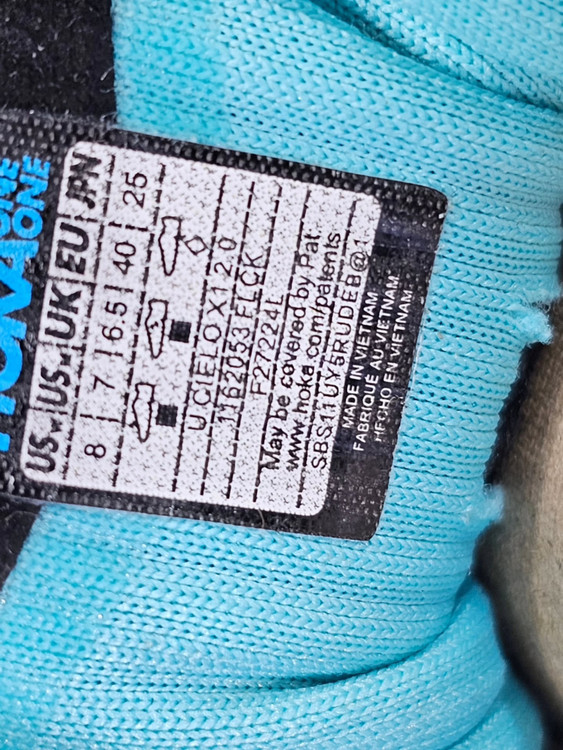 HOKA
ONE
ONE
US W. US M. UK EU JPN
8 7 6.5 40 25
U CIELO X1 2.0
1162053 FLCK
F27224L
May be covered by Pat.
www.hoka.com/patents
SBS11UY5RUDEB@1
MADE IN VIETNAM
FABRIQUÉ AU VIETNAM
HECHO EN VIETNAM